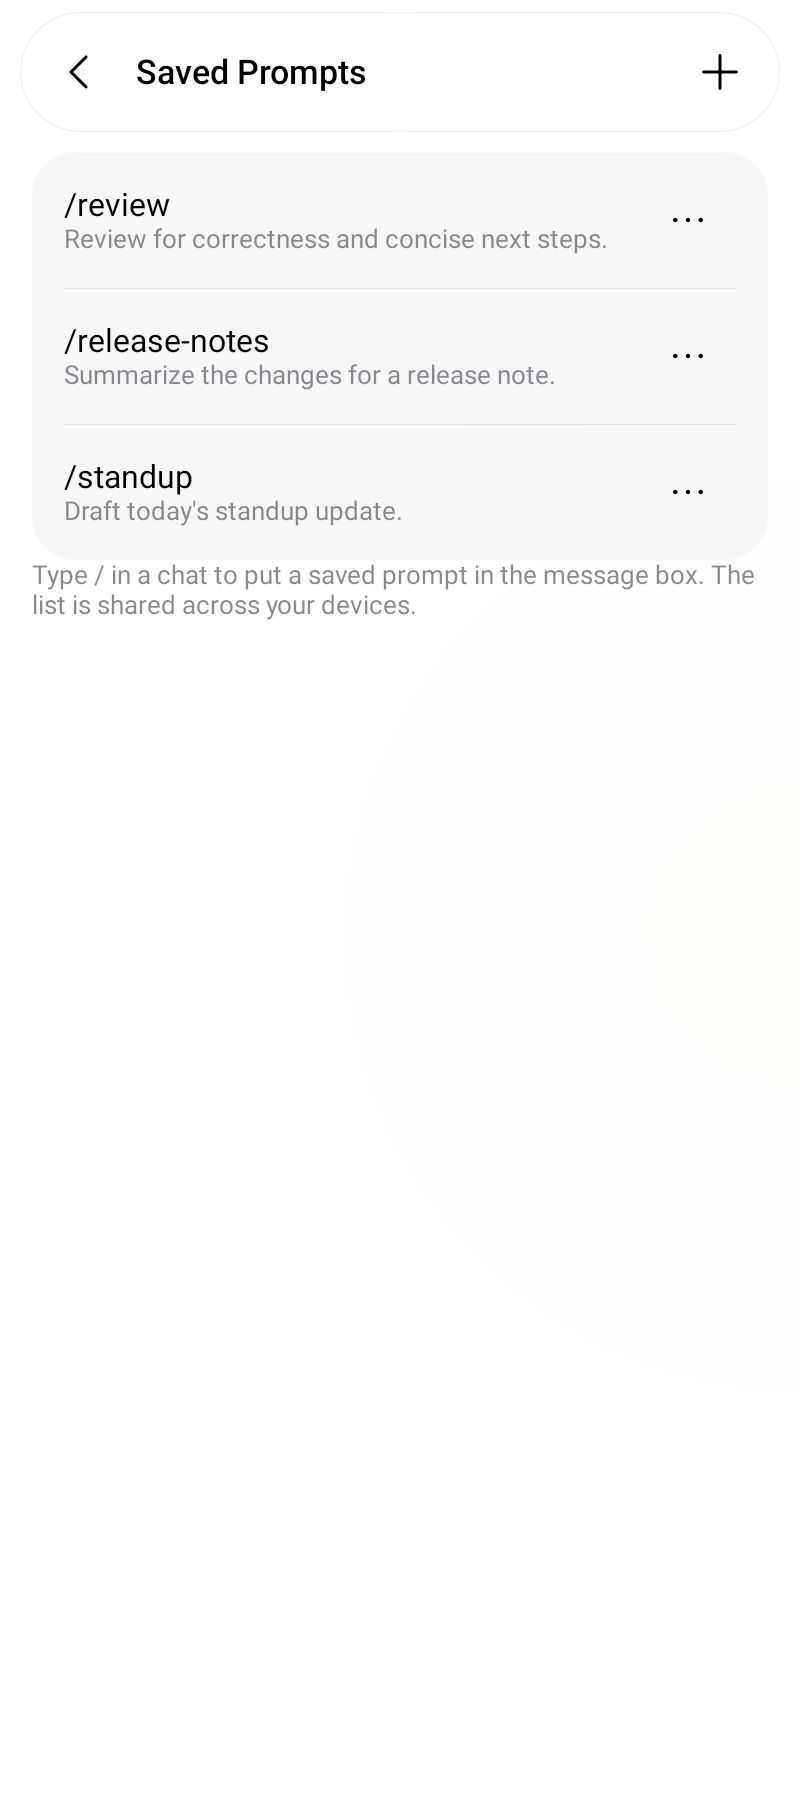 Saved Prompts
/review
Review for correctness and concise next steps.
/release-notes
Summarize the changes for a release note.
/standup
Draft today's standup update.
Type / in a chat to put a saved prompt in the message box. The
list is shared across your devices.